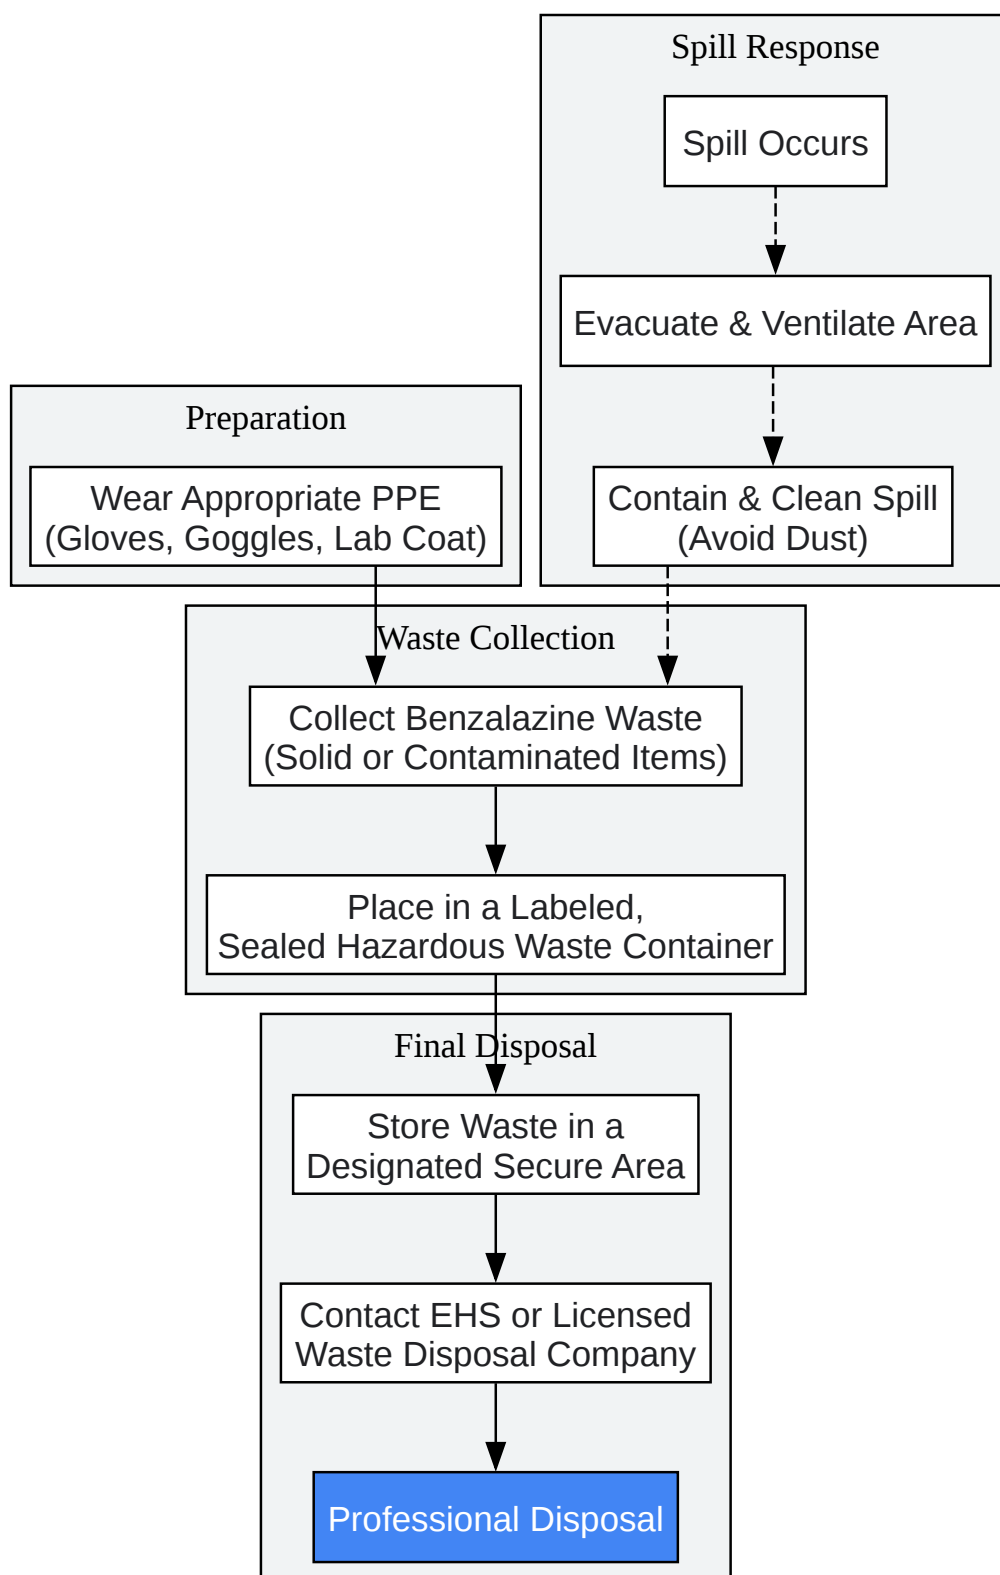 Spill Response
Spill Occurs
Evacuate & Ventilate Area
Contain & Clean Spill
(Avoid Dust)
Preparation
Wear Appropriate PPE
(Gloves, Goggles, Lab Coat)
Waste Collection
Collect Benzalazine Waste
(Solid or Contaminated Items)
Place in a Labeled,
Sealed Hazardous Waste Container
Final Disposal
Store Waste in a
Designated Secure Area
Contact EHS or Licensed
Waste Disposal Company
Professional Disposal